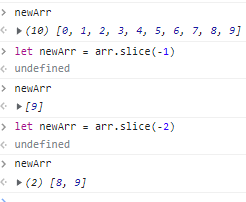 > newArr
<· ▶ (10) [0, 1, 2, 3, 4, 5, 6, 7, 8, 9]
> let newArr = arr.slice(-1)
<· undefined
> newArr
<· ▶ [9]
> let newArr = arr.slice(-2)
<· undefined
> newArr
<· ▶ (2) [8, 9]